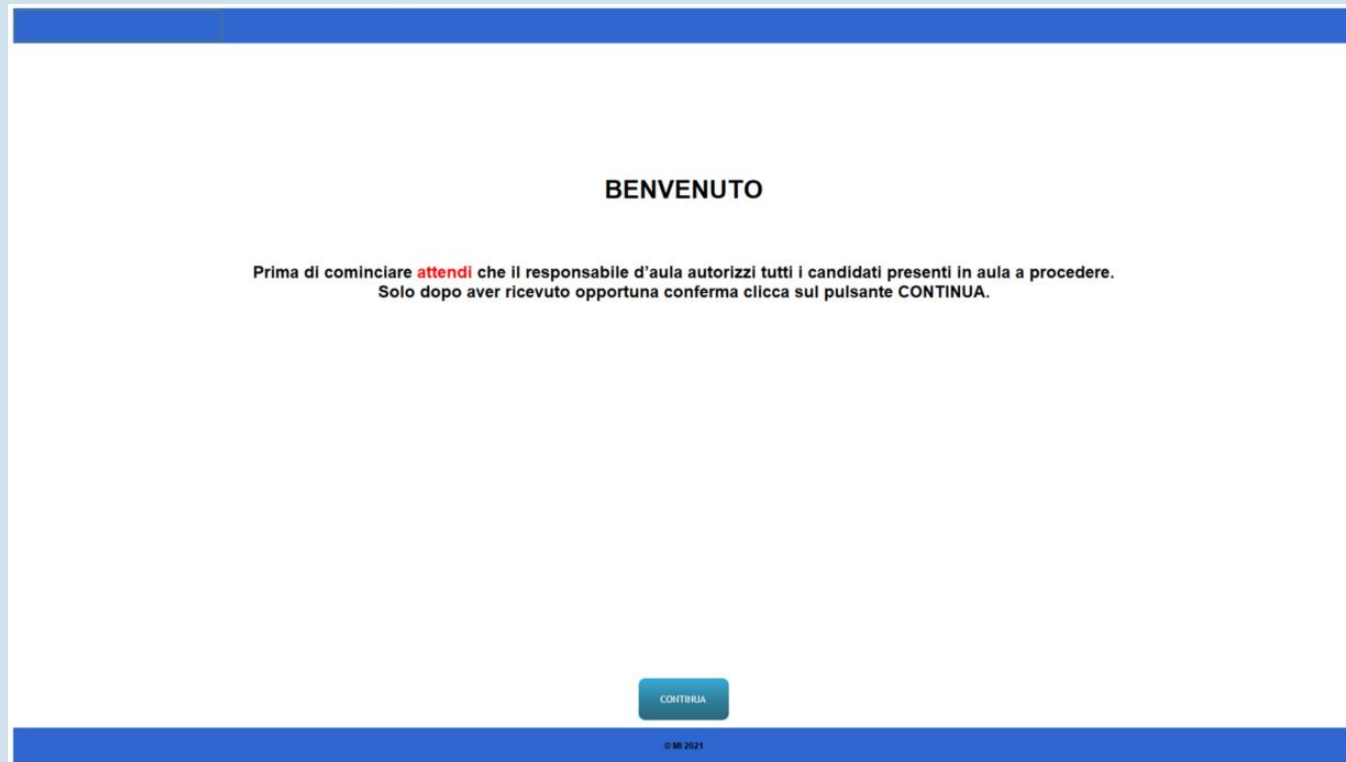 BENVENUTO
Prima di cominciare attendi che il responsabile d'aula autorizzi tutti i candidati presenti in aula a procedere.
Solo dopo aver ricevuto opportuna conferma clicca sul pulsante CONTINUA.
CONTINUA
© MI 2021